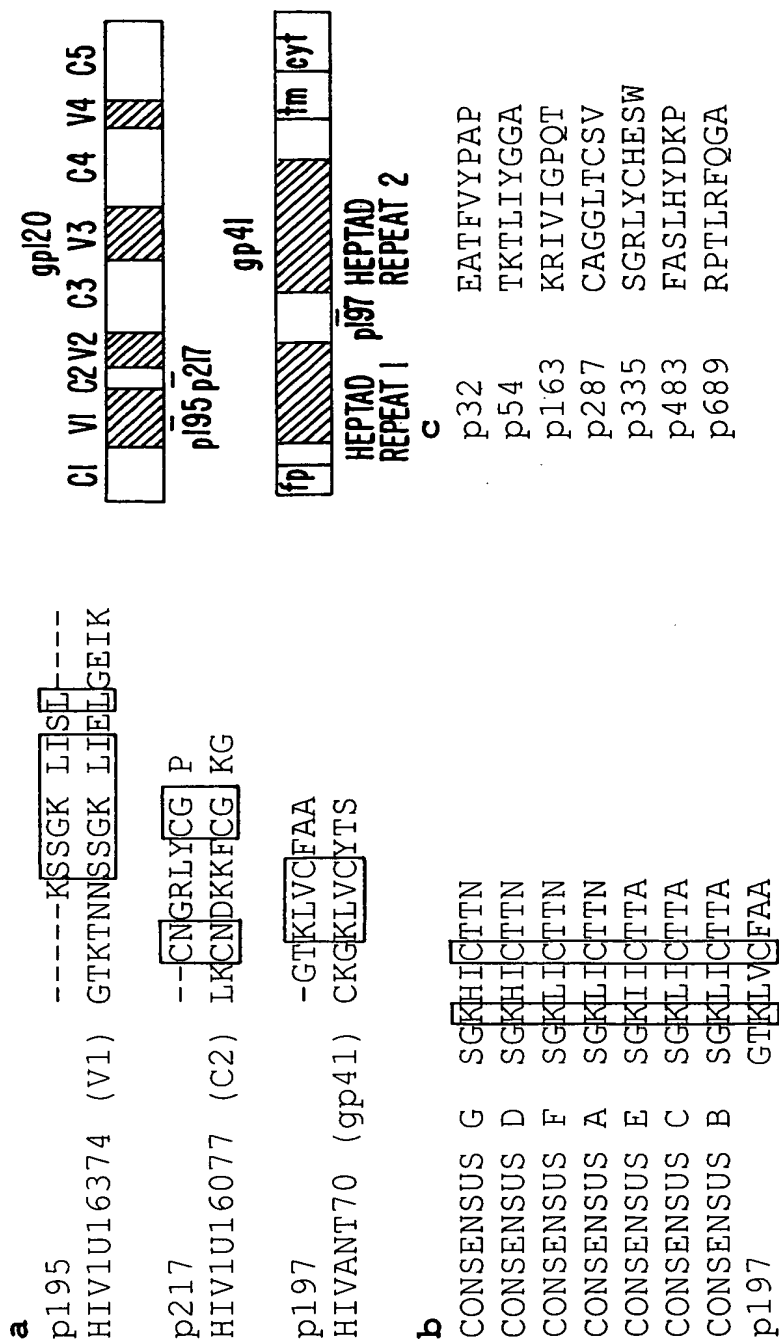 a
p195 -----KSSGK LISL----
HIV1U16374 (V1) GTKTNNSSGK LIELGEIK
p217 --CNGRLYCG P
HIV1U16077 (C2) LKCNDKKFCG KG
p197 -GTKLVCFAA
HIVANT70 (gp41) CKGKLVCYTS
b
CONSENSUS G SGKHICTTN
CONSENSUS D SGKHICTTN
CONSENSUS F SGKLICTTN
CONSENSUS A SGKLICTTN
CONSENSUS E SGKIICTTA
CONSENSUS C SGKLICTTA
CONSENSUS B SGKLICTTA
p197 GTKLVCFAA
gp120
C1 V1 C2 V2 C3 V3 C4 V4 C5
p195 p217
gp41
fp tm cyt
HEPTAD REPEAT 1
p197
HEPTAD REPEAT 2
c
p32 EATFVYPAP
p54 TKTLIYGGA
p163 KRIVIGPQT
p287 CAGGLTCSV
p335 SGRLYCHESW
p483 FASLHYDKP
p689 RPTLRFQGA